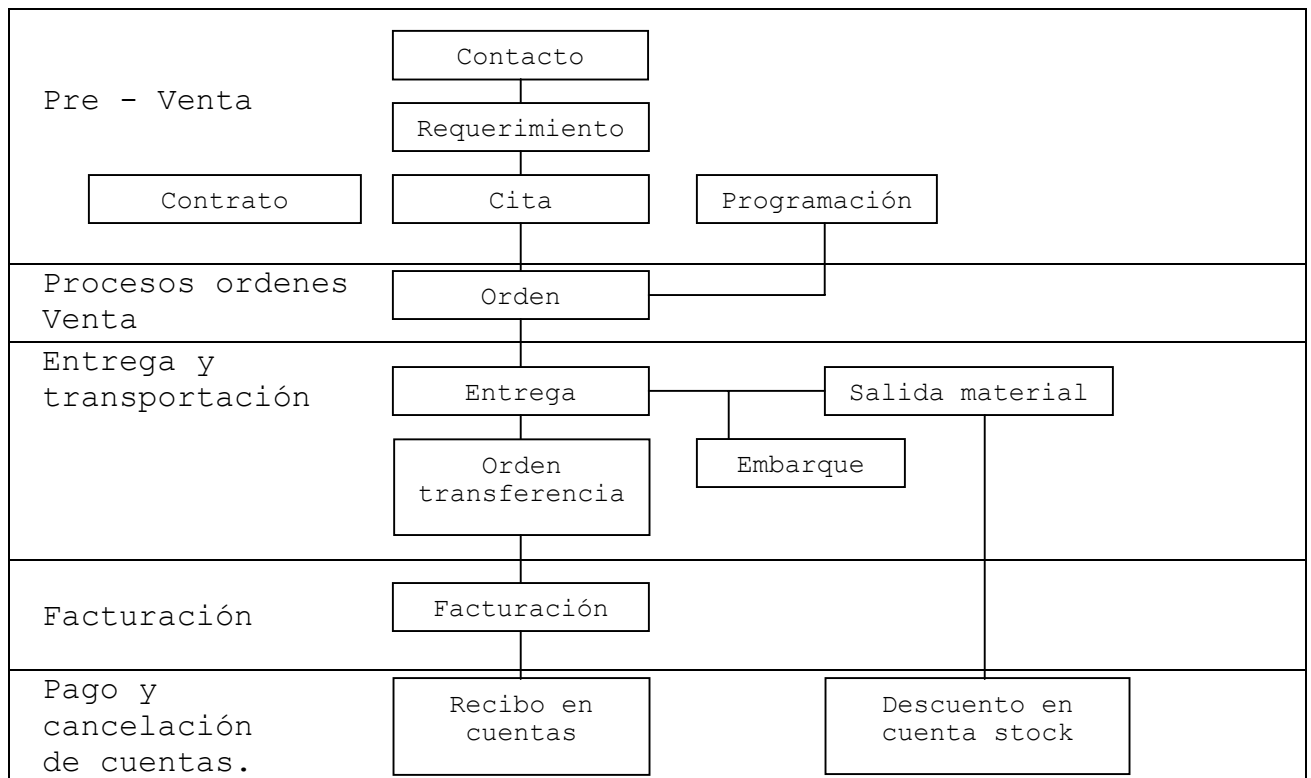 Contacto
Pre - Venta
Requerimiento
Contrato
Cita
Programación
Procesos ordenes
Venta
Orden
Entrega y
transportación
Entrega
Salida material
Orden
transferencia
Embarque
Facturación
Facturación
Pago y
cancelación
de cuentas.
Recibo en
cuentas
Descuento en
cuenta stock